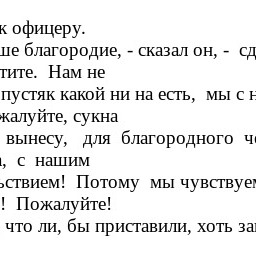 к офицеру.
ше благородие, - сказал он, - сд
тите. Нам не
пустяк какой ни на есть, мы с н
жалуйте, сукна
вынесу, для благородного ч
, с нашим
ьствием! Потому мы чувствуем
! Пожалуйте!
что ли, бы приставили, хоть за